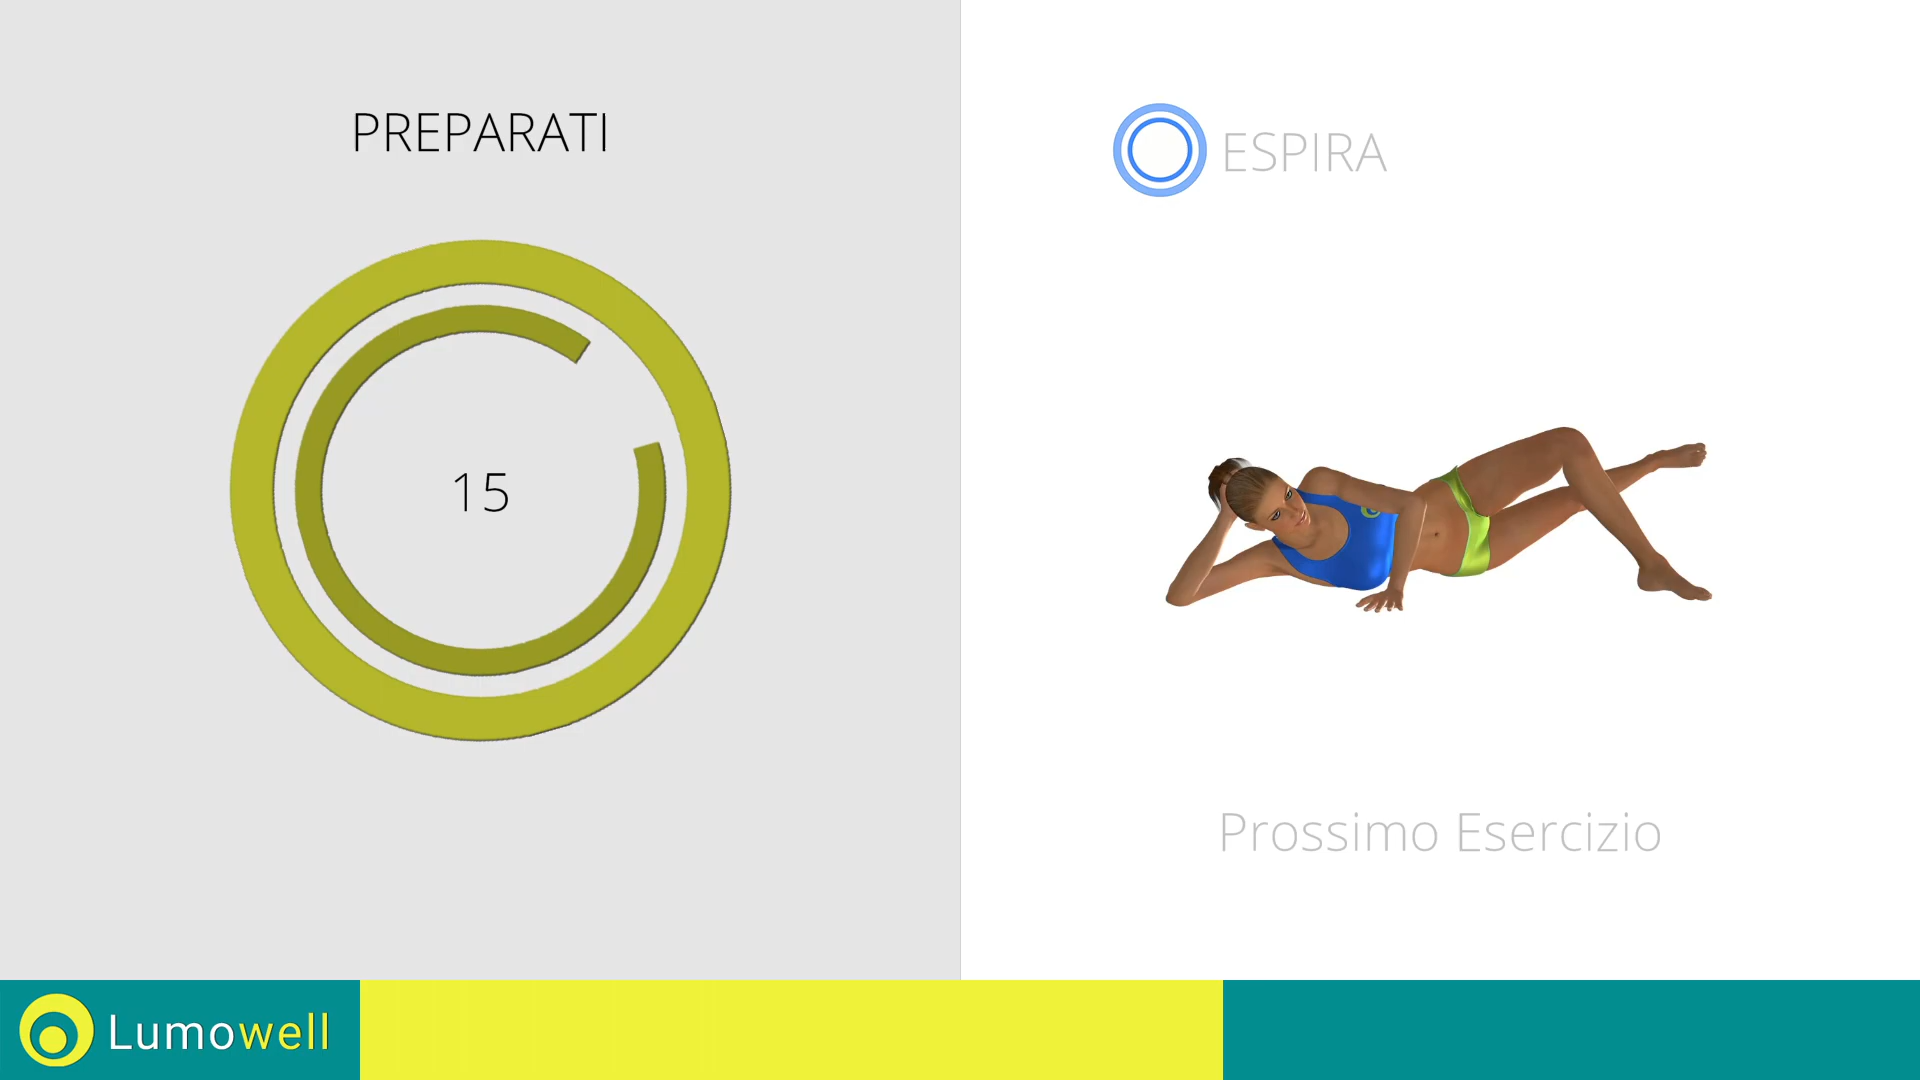 PREPARATI
15
ESPIRA
Prossimo Esercizio
Lumowell